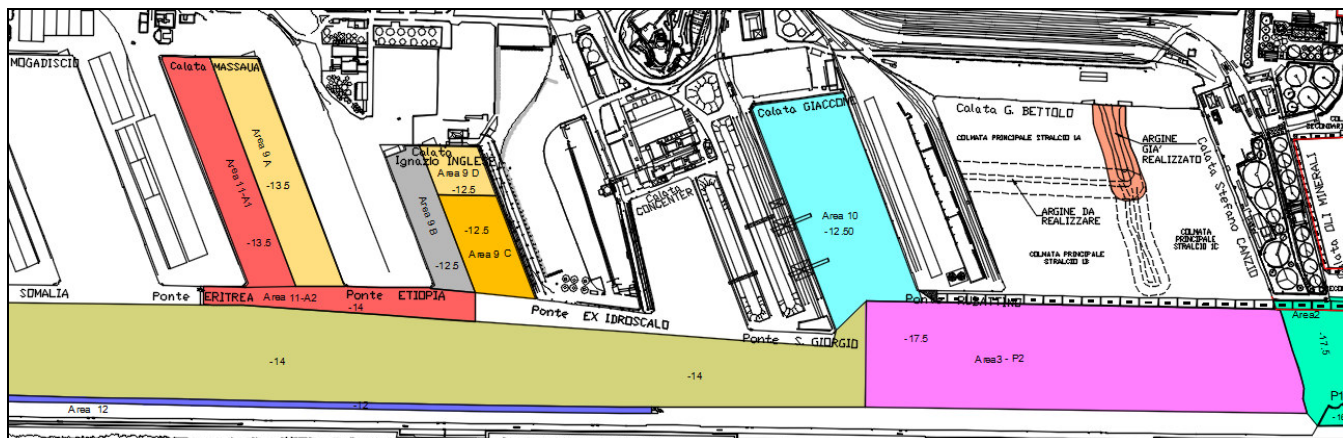 MOGADISCIO
Calata MASSAUA
Area 9 A
-13.5
Area 11-A1
-13.5
Calata
Ignazio INGLESE
Area 9 D
-12.5
Area 9 B
-12.5
-12.5
Area 9 C
Calata
CONCENTER
Calata GIACCONE
Area 10
-12.50
Calata G. BETTOLO
COLMATA PRINCIPALE STRALCIO 1A
ARGINE
GIA'
REALIZZATO
ARGINE DA
REALIZZARE
COLMATA PRINCIPALE
STRALCIO 1B
COLMATA
PRINCIPALE
STRALCIO 1C
Calata Stefano CANZIO
OLI MINERALI
SOMALIA
Ponte
ERITREA
Area 11-A2
Ponte
ETIOPIA
-14
Ponte
EX IDROSCALO
Ponte
S. GIORGIO
Ponte
RUBATTINO
-14
-14
-17.5
Area3 - P2
Area2
-17.5
P1
Area 12
-12